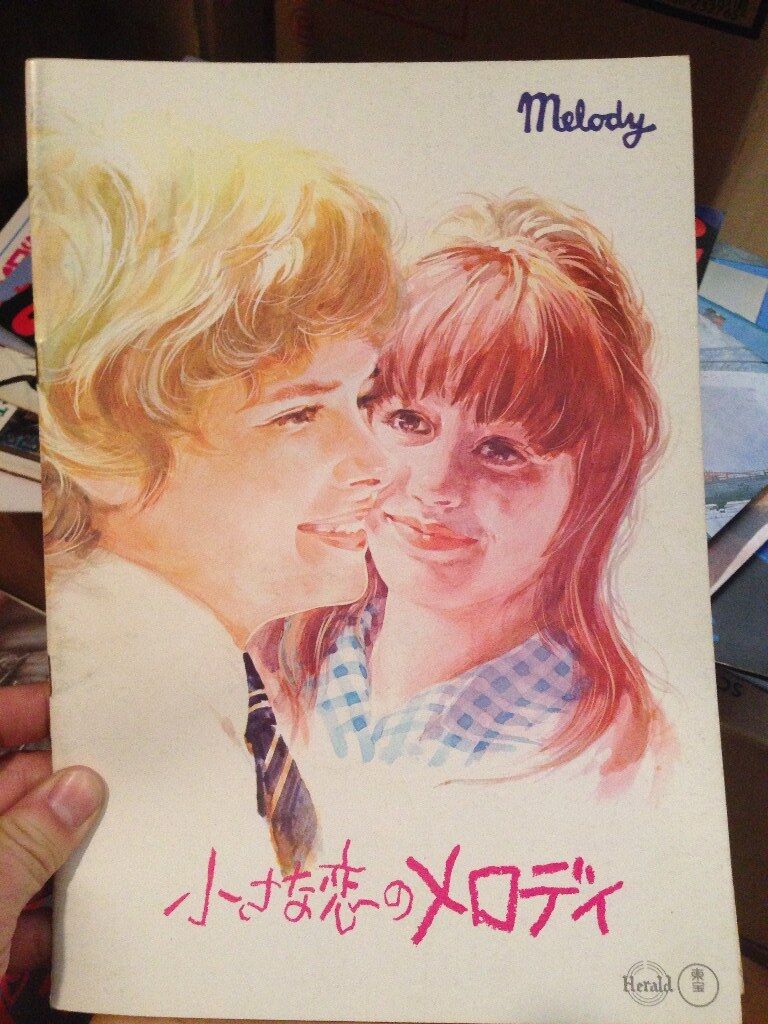 Melody
小さな恋のメロディ
Herald
東宝